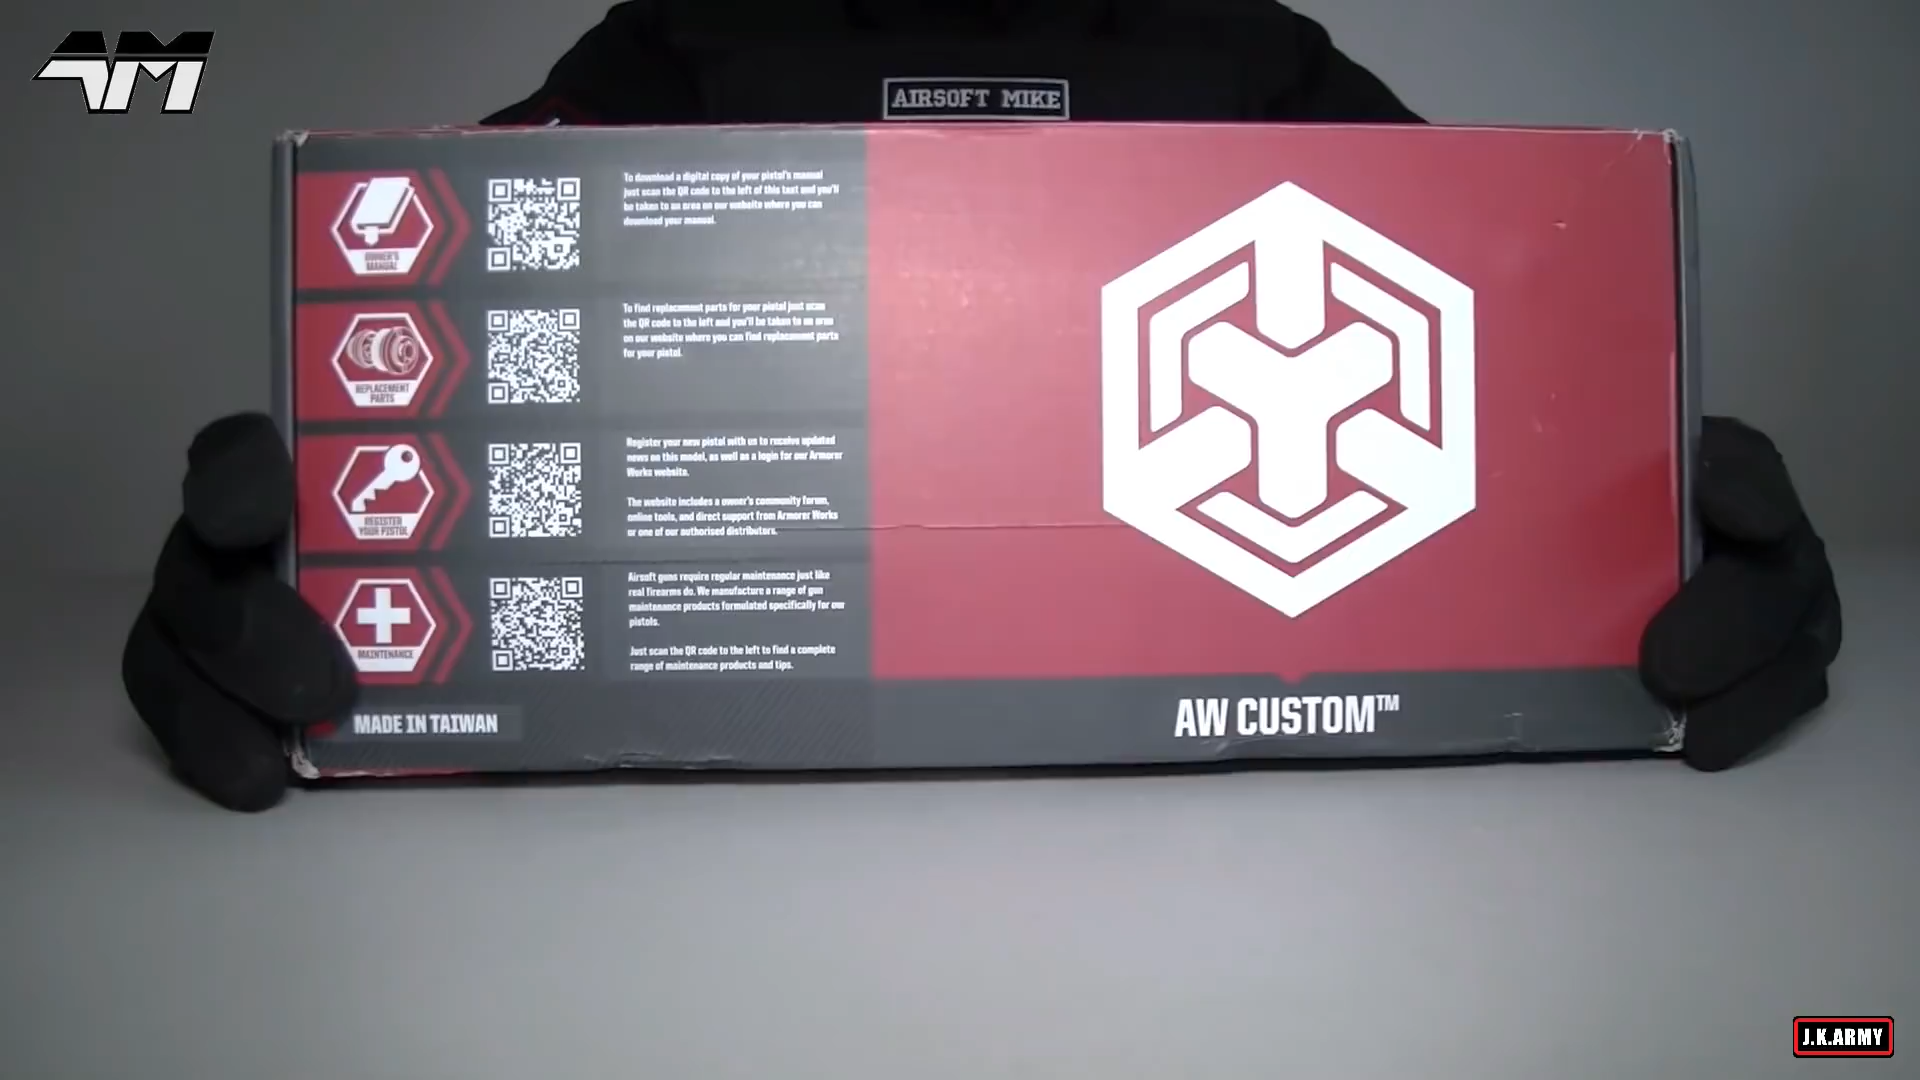 AM
AIRSOFT MIKE
OWNER'S
MANUAL
To download a digital copy of your pistol's manual
just scan the QR code to the left of this text and you'll
be taken to an area on our website where you can
download your manual.
REPLACEMENT
PARTS
To find replacement parts for your pistol just scan
the QR code to the left and you'll be taken to an area
on our website where you can find replacement parts
for your pistol.
REGISTER
YOUR PISTOL
Register your new pistol with us to receive updated
news on this model, as well as a login for our Armorer
Works website.
The website includes a owner's community forum,
online tools, and direct support from Armorer Works
or one of our authorised distributors.
MAINTENANCE
Airsoft guns require regular maintenance just like
real firearms do. We manufacture a range of gun
maintenance products formulated specifically for our
pistols.
Just scan the QR code to the left to find a complete
range of maintenance products and tips.
MADE IN TAIWAN
AW CUSTOM™
J.K.ARMY